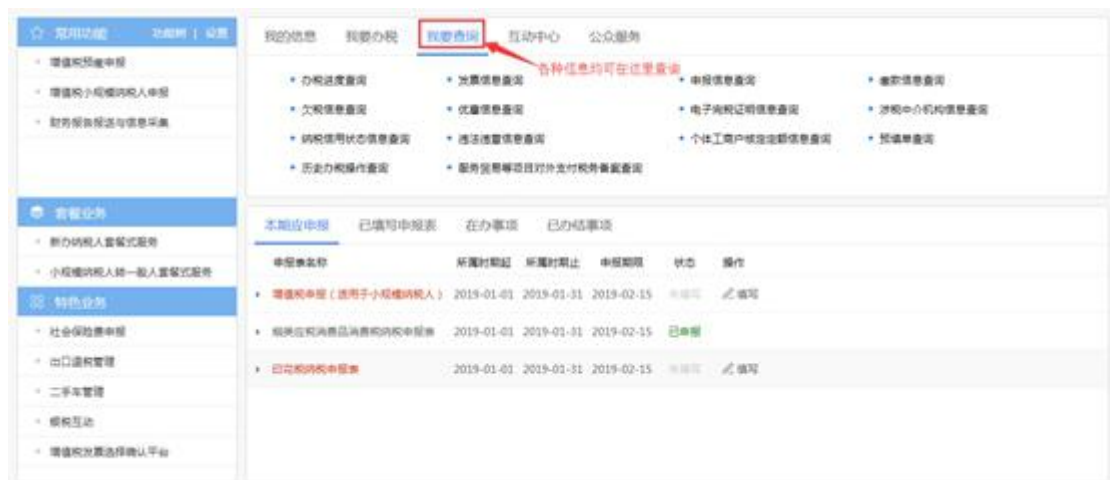 常用功能 功能树 | 设置
增值税预缴申报
增值税小规模纳税人申报
财务报告报送与信息采集
套餐业务
新办纳税人套餐式服务
小规模纳税人转一般人套餐式服务
特色业务
社会保险费申报
出口退税管理
二手车管理
银税互动
增值税发票选择确认平台
我的信息 我要办税 我要查询 互动中心 公众服务
各种信息均可在这里查询
办税进度查询 发票信息查询 申报信息查询 缴款信息查询
欠税信息查询 优惠信息查询 电子完税证明信息查询 涉税中介机构信息查询
纳税信用状态信息查询 违法违章信息查询 个体工商户核定定额信息查询 预填单查询
历史办税操作查询 服务贸易等项目对外支付税务备案查询
本期应申报 已填写申报表 在办事项 已办结事项
申报表名称 所属时期起 所属时期止 申报期限 状态 操作
增值税申报(适用于小规模纳税人) 2019-01-01 2019-01-31 2019-02-15 未填写 填写
烟类应税消费品消费税纳税申报表 2019-01-01 2019-01-31 2019-02-15 已申报
印花税纳税申报表 2019-01-01 2019-01-31 2019-02-15 未填写 填写